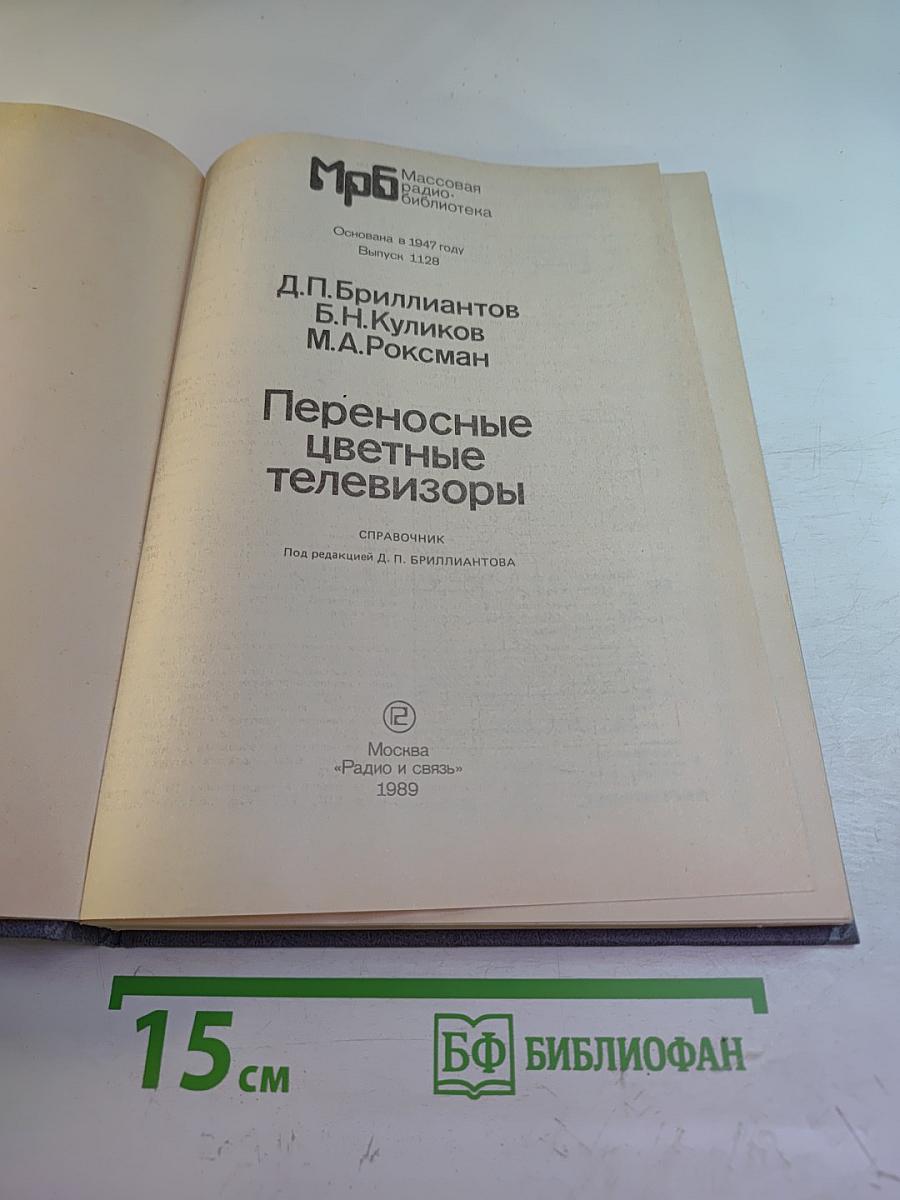 МрБ Массовая
радио-
библиотека
Основана в 1947 году
Выпуск 1128
Д.П.Бриллиантов
Б.Н.Куликов
М.А.Роксман
Переносные
цветные
телевизоры
СПРАВОЧНИК
Под редакцией Д. П. БРИЛЛИАНТОВА
Москва
«Радио и связь»
1989
15 см
БФ БИБЛИОФАН